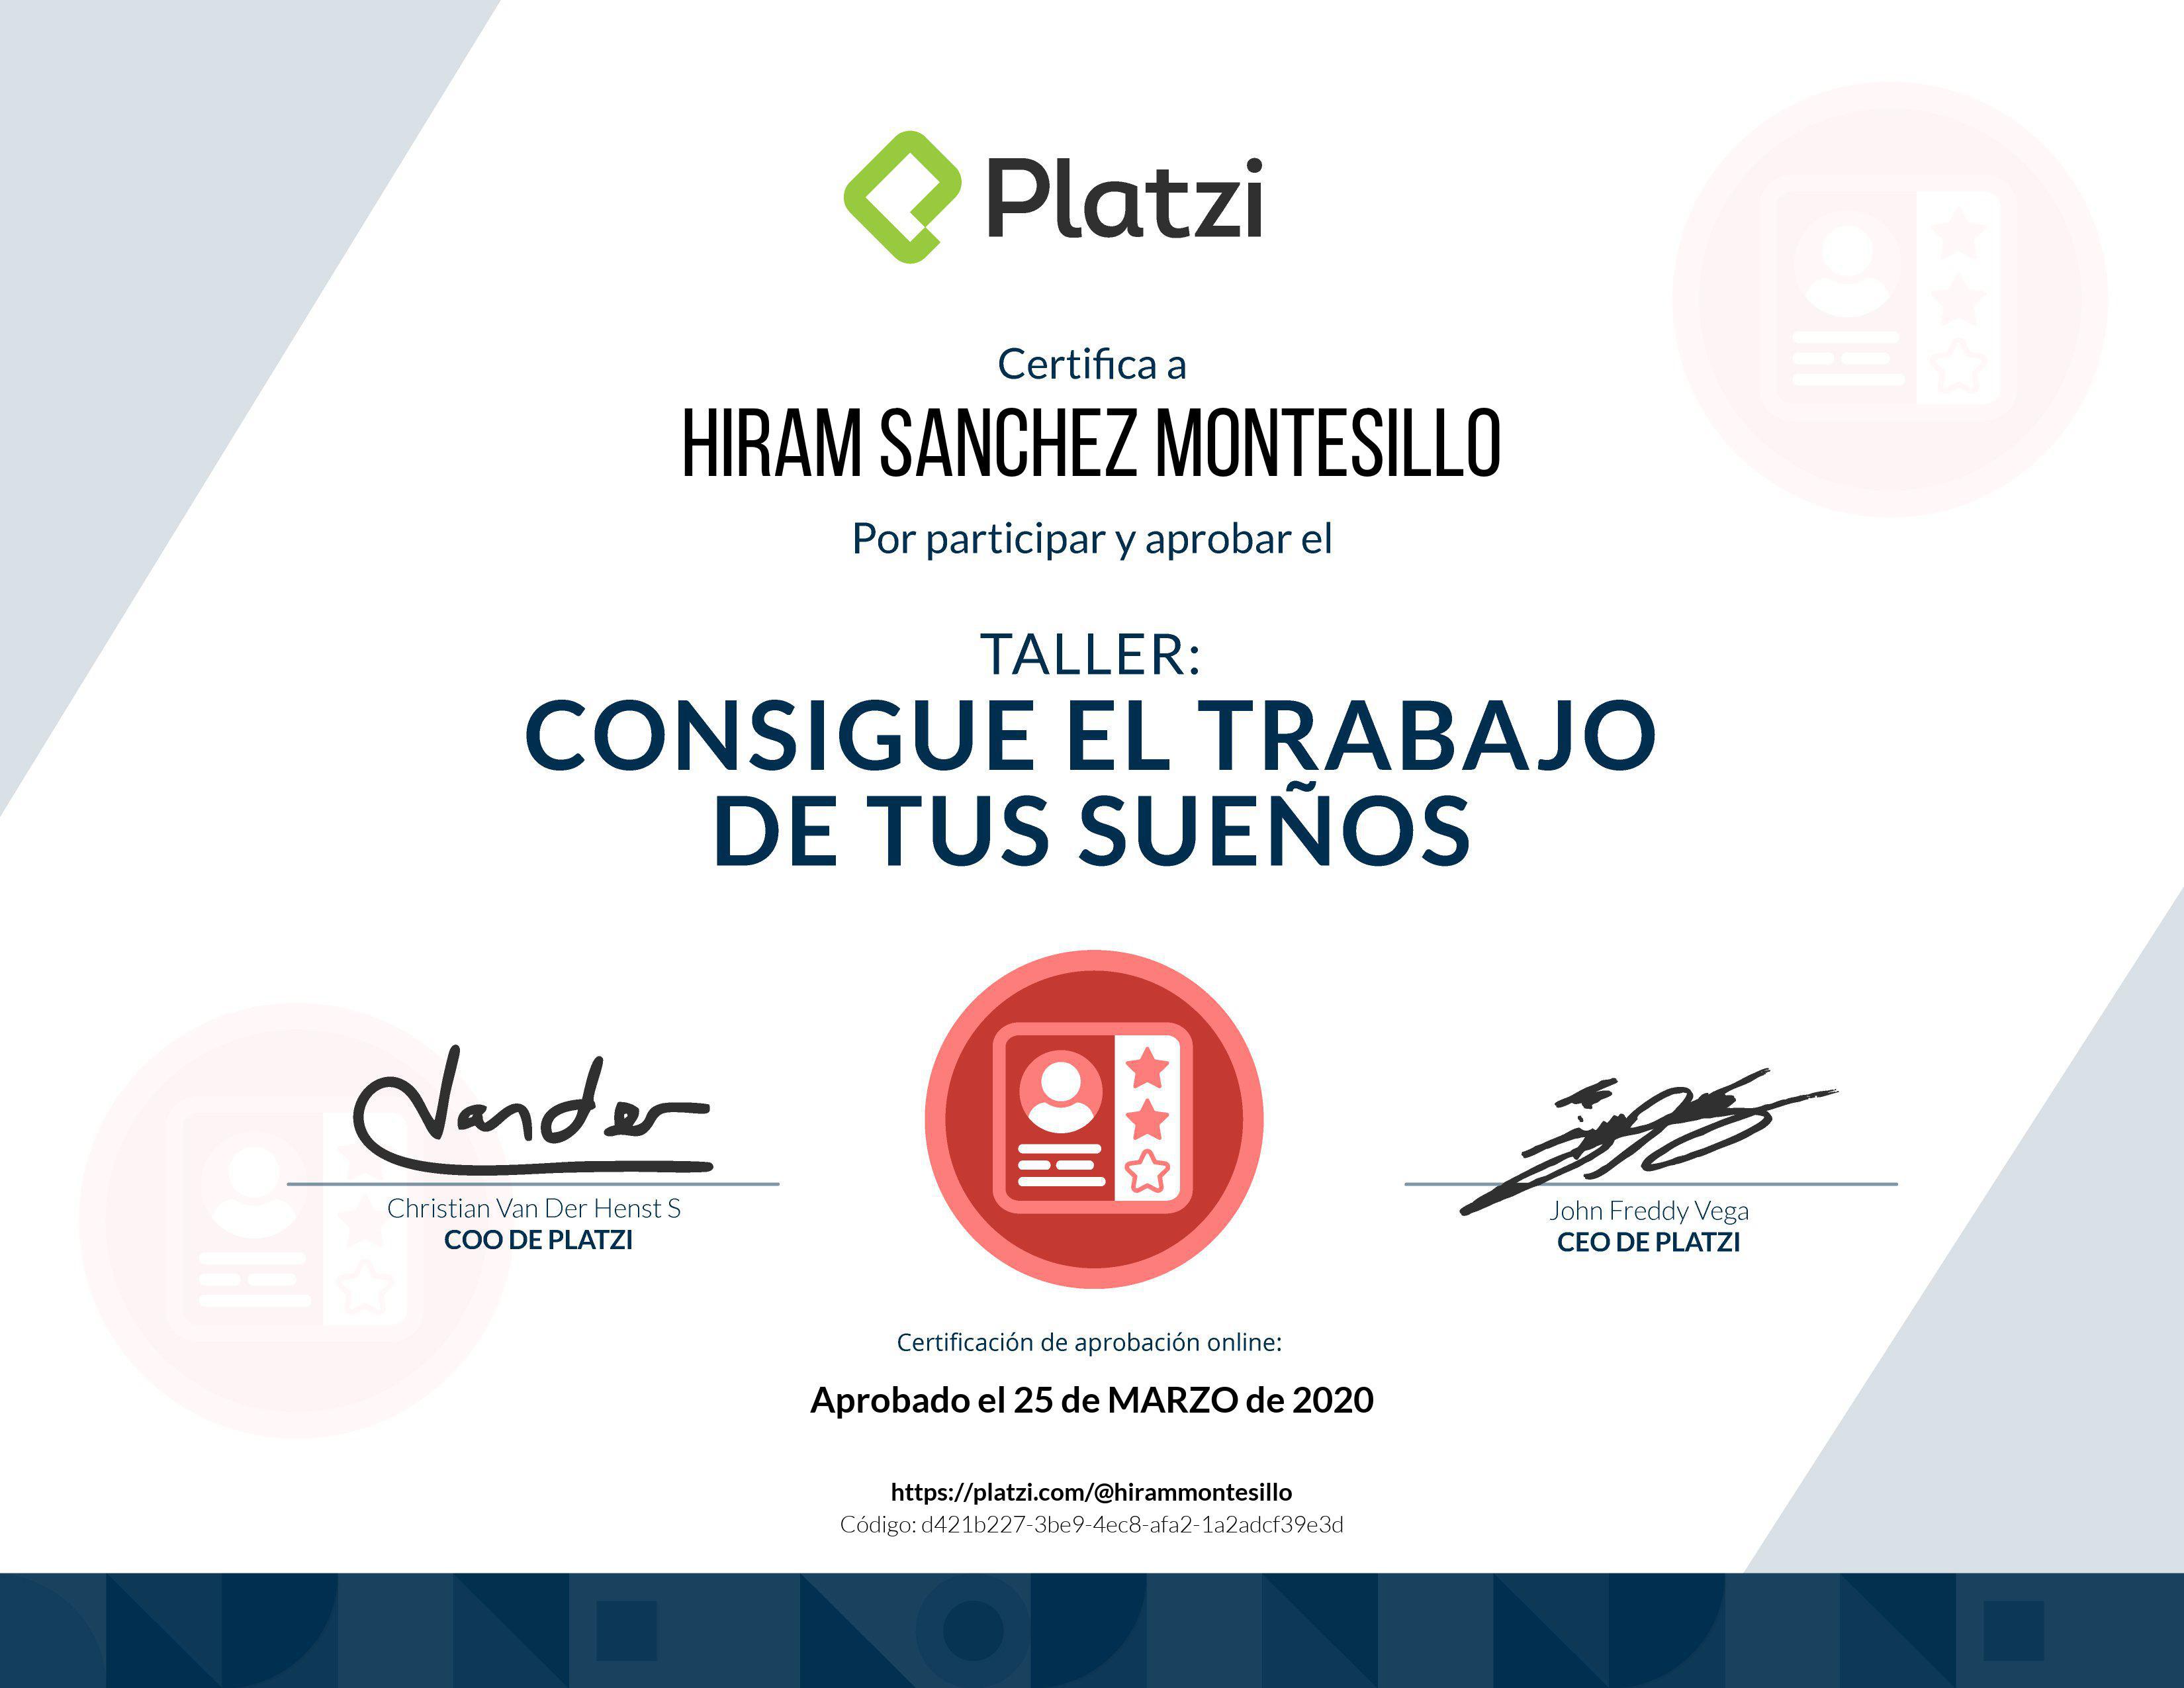 Platzi
Certifica a
HIRAM SANCHEZ MONTESILLO
Por participar y aprobar el
TALLER:
CONSIGUE EL TRABAJO
DE TUS SUEÑOS
Vander
Christian Van Der Henst S
COO DE PLATZI
John Freddy Vega
CEO DE PLATZI
Certificación de aprobación online:
Aprobado el 25 de MARZO de 2020
https://platzi.com/@hirammontesillo
Código: d421b227-3be9-4ec8-afa2-1a2adcf39e3d